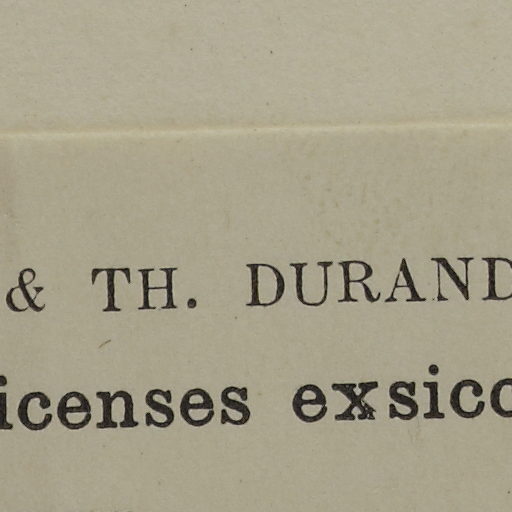 & TH. DURAND
icenses exsicc